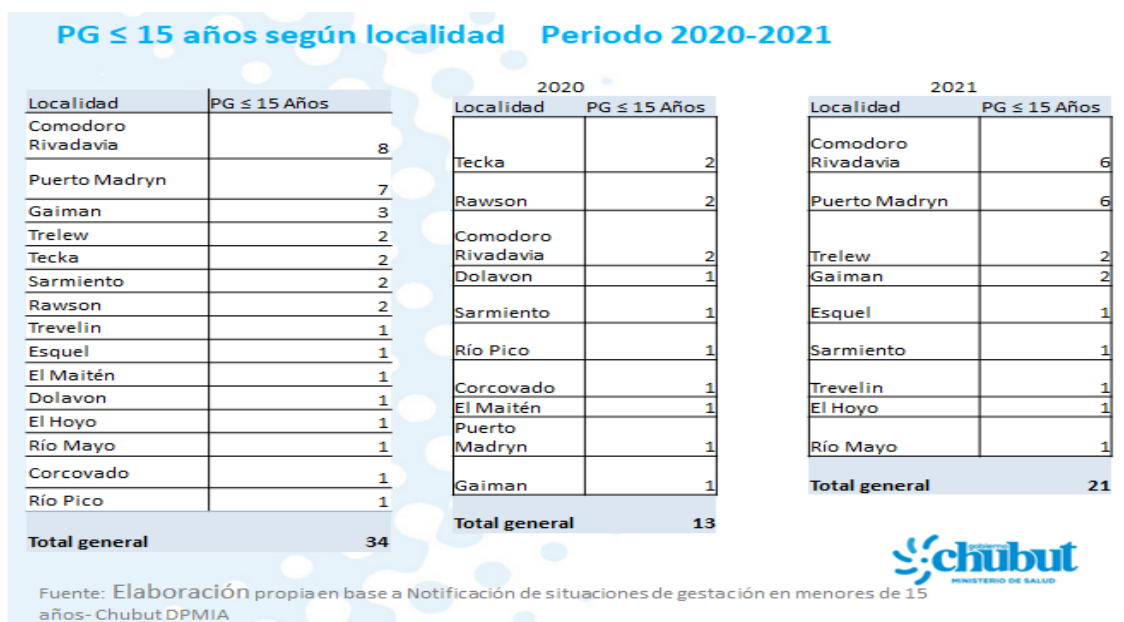 PG ≤ 15 años según localidad Periodo 2020-2021
Localidad PG ≤ 15 Años
Comodoro
Rivadavia 8
Puerto Madryn 7
Gaiman 3
Trelew 2
Tecka 2
Sarmiento 2
Rawson 2
Trevelin 1
Esquel 1
El Maitén 1
Dolavon 1
El Hoyo 1
Río Mayo 1
Corcovado 1
Río Pico 1
Total general 34
2020
Localidad PG ≤ 15 Años
Tecka 2
Rawson 2
Comodoro
Rivadavia 2
Dolavon 1
Sarmiento 1
Río Pico 1
Corcovado 1
El Maitén 1
Puerto
Madryn 1
Gaiman 1
Total general 13
2021
Localidad PG ≤ 15 Años
Comodoro
Rivadavia 6
Puerto Madryn 6
Trelew 2
Gaiman 2
Esquel 1
Sarmiento 1
Trevelin 1
El Hoyo 1
Río Mayo 1
Total general 21
chubut
MINISTERIO DE SALUD
Fuente: Elaboración propia en base a Notificación de situaciones de gestación en menores de 15
años- Chubut DPMIA